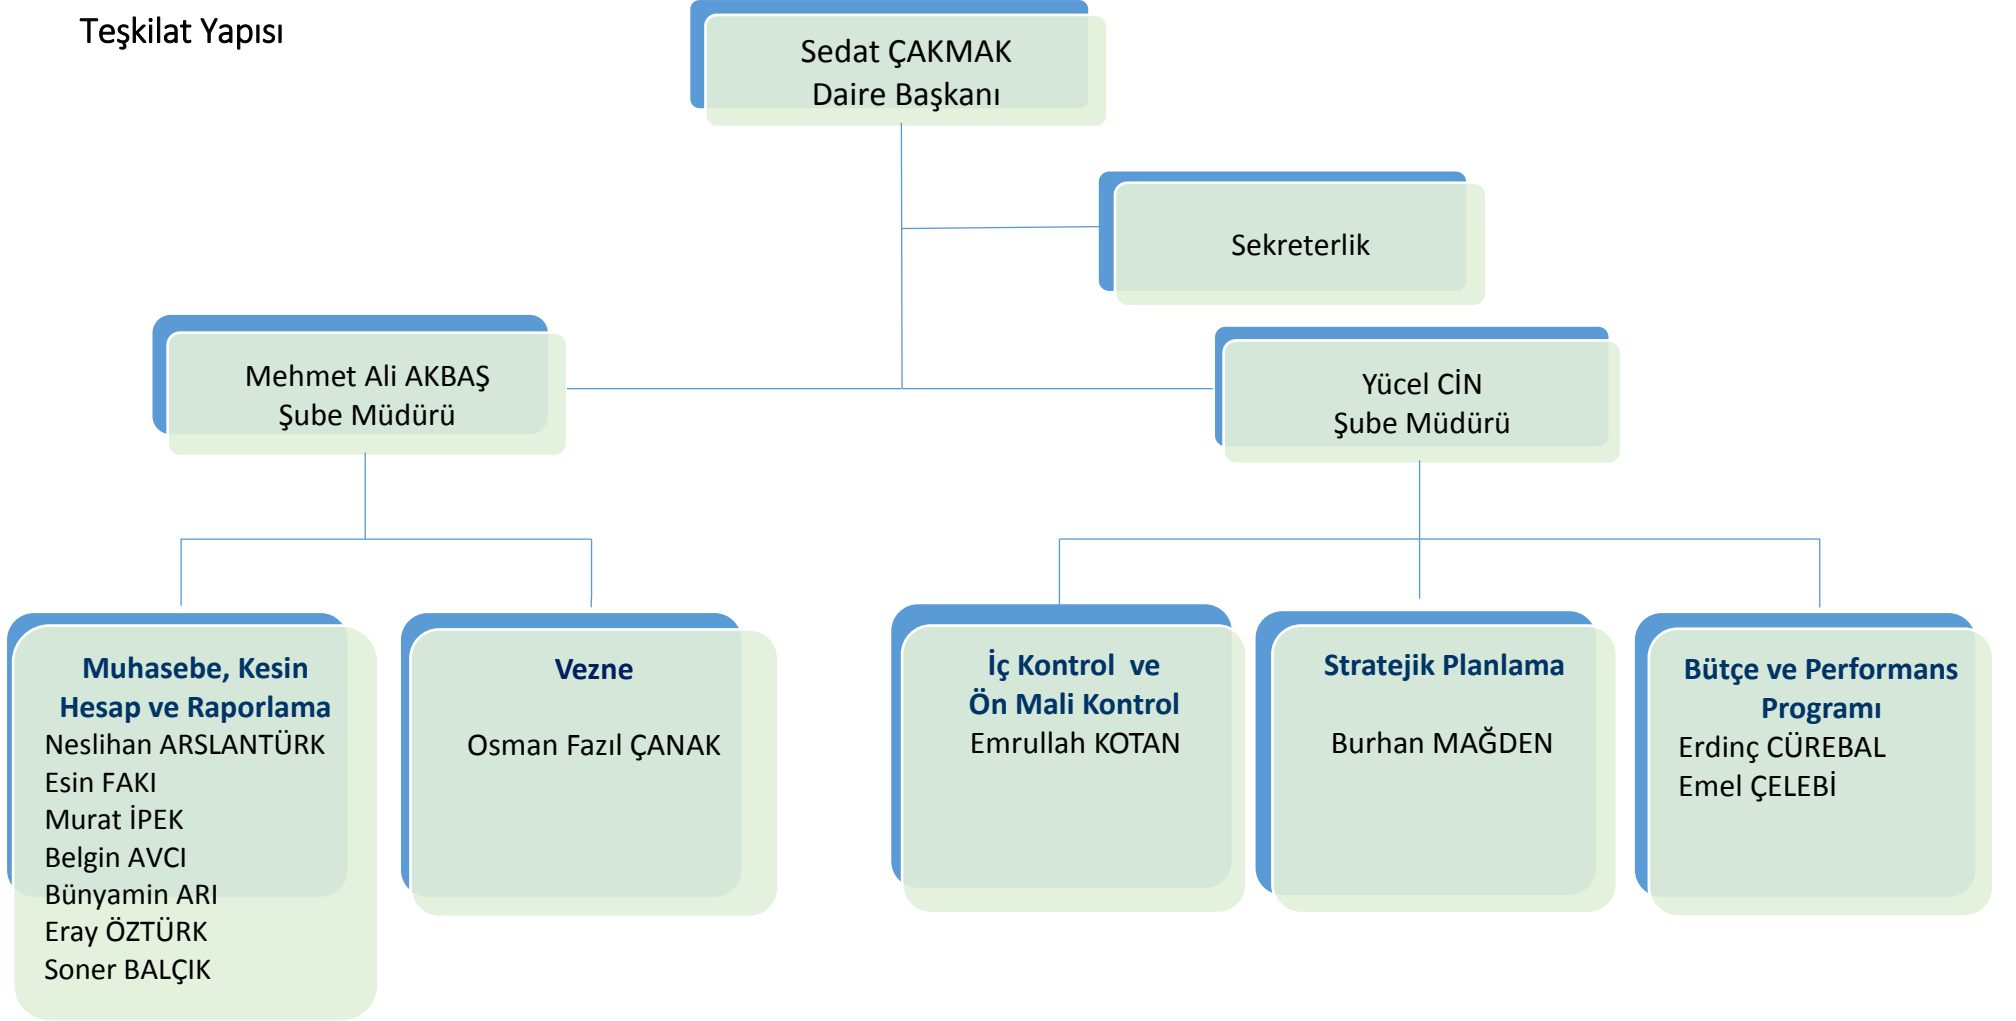 Teşkilat Yapısı
Sedat ÇAKMAK
Daire Başkanı
Sekreterlik
Mehmet Ali AKBAŞ
Şube Müdürü
Yücel CİN
Şube Müdürü
Muhasebe, Kesin
Hesap ve Raporlama
Neslihan ARSLANTÜRK
Esin FAKI
Murat İPEK
Belgin AVCI
Bünyamin ARI
Eray ÖZTÜRK
Soner BALÇIK
Vezne
Osman Fazıl ÇANAK
İç Kontrol ve
Ön Mali Kontrol
Emrullah KOTAN
Stratejik Planlama
Burhan MAĞDEN
Bütçe ve Performans
Programı
Erdinç CÜREBAL
Emel ÇELEBİ